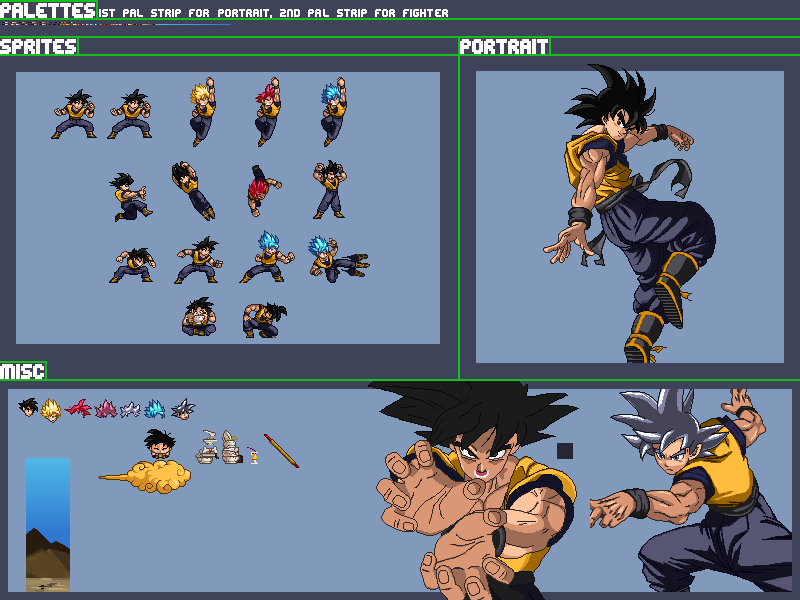 PALETTES 1ST PAL STRIP FOR PORTRAIT, 2ND PAL STRIP FOR FIGHTER
SPRITES
PORTRAIT
MISC